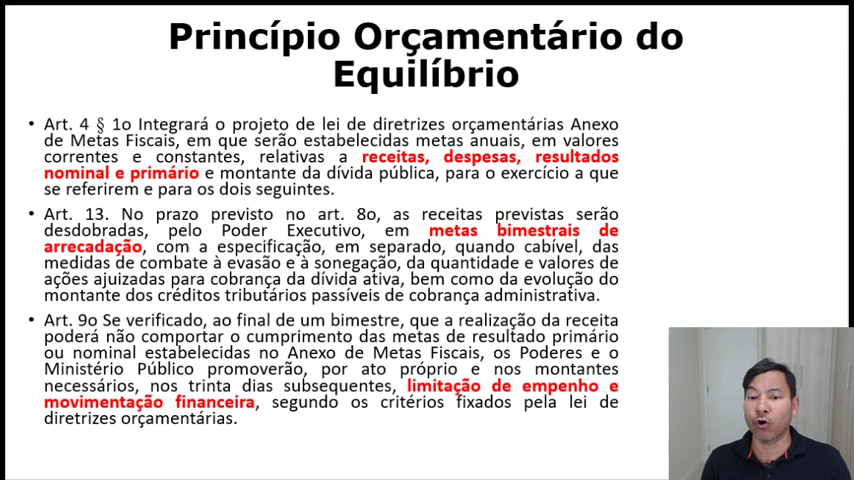 Princípio Orçamentário do
Equilíbrio
• Art. 4 § 1o Integrará o projeto de lei de diretrizes orçamentárias Anexo
de Metas Fiscais, em que serão estabelecidas metas anuais, em valores
correntes e constantes, relativas a receitas, despesas, resultados
nominal e primário e montante da dívida pública, para o exercício a que
se referirem e para os dois seguintes.
• Art. 13. No prazo previsto no art. 8o, as receitas previstas serão
desdobradas, pelo Poder Executivo, em metas bimestrais de
arrecadação, com a especificação, em separado, quando cabível, das
medidas de combate à evasão e à sonegação, da quantidade e valores de
ações ajuizadas para cobrança da dívida ativa, bem como da evolução do
montante dos créditos tributários passíveis de cobrança administrativa.
• Art. 9o Se verificado, ao final de um bimestre, que a realização da receita
poderá não comportar o cumprimento das metas de resultado primário
ou nominal estabelecidas no Anexo de Metas Fiscais, os Poderes e o
Ministério Público promoverão, por ato próprio e nos montantes
necessários, nos trinta dias subsequentes, limitação de empenho e
movimentação financeira, segundo os critérios fixados pela lei de
diretrizes orçamentárias.